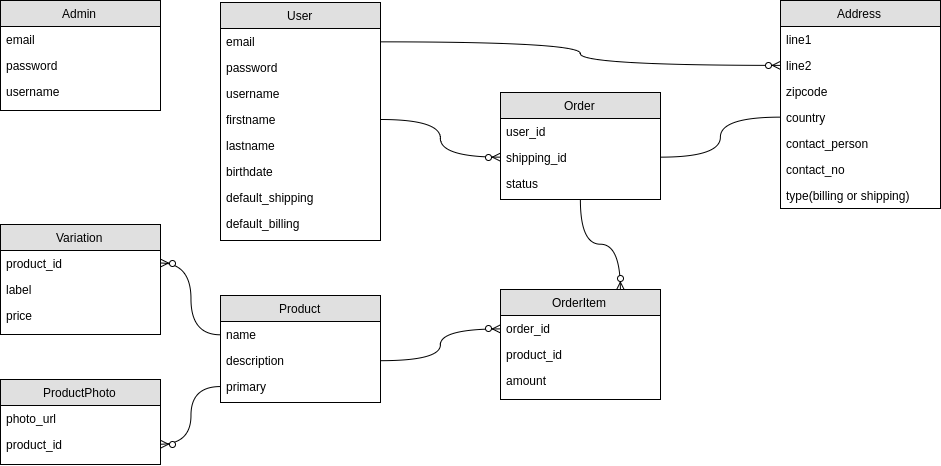 Admin
email
password
username
User
email
password
username
firstname
lastname
birthdate
default_shipping
default_billing
Address
line1
line2
zipcode
country
contact_person
contact_no
type(billing or shipping)
Order
user_id
shipping_id
status
Variation
product_id
label
price
Product
name
description
primary
OrderItem
order_id
product_id
amount
ProductPhoto
photo_url
product_id